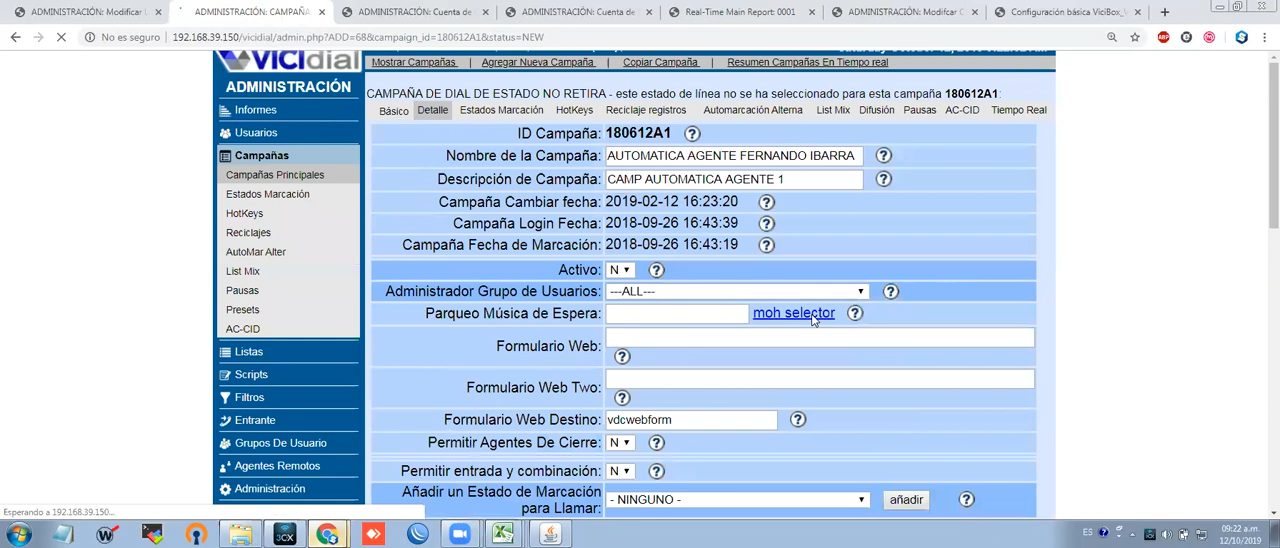 ADMINISTRACIÓN: Modificar L
ADMINISTRACIÓN: CAMPAÑA
ADMINISTRACIÓN: Cuenta de
ADMINISTRACIÓN: Cuenta de
Real-Time Main Report: 0001
ADMINISTRACIÓN: Modifcar C
Configuración básica ViciBox_V
No es seguro | 192.168.39.150/vicidial/admin.php?ADD=68&campaign_id=180612A1&status=NEW
VICIdial
ADMINISTRACIÓN
Informes
Usuarios
Campañas
Campañas Principales
Estados Marcación
HotKeys
Reciclajes
AutoMar Alter
List Mix
Pausas
Presets
AC-CID
Listas
Scripts
Filtros
Entrante
Grupos De Usuario
Agentes Remotos
Administración
Mostrar Campañas | Agregar Nueva Campaña | Copiar Campaña | Resumen Campañas En Tiempo real
CAMPAÑA DE DIAL DE ESTADO NO RETIRA - este estado de línea no se ha seleccionado para esta campaña 180612A1:
Básico Detalle Estados Marcación HotKeys Reciclaje registros Automarcación Alterna List Mix Difusión Pausas AC-CID Tiempo Real
ID Campaña: 180612A1 ?
Nombre de la Campaña: AUTOMATICA AGENTE FERNANDO IBARRA ?
Descripción de Campaña: CAMP AUTOMATICA AGENTE 1 ?
Campaña Cambiar fecha: 2019-02-12 16:23:20 ?
Campaña Login Fecha: 2018-09-26 16:43:39 ?
Campaña Fecha de Marcación: 2018-09-26 16:43:19 ?
Activo: N ?
Administrador Grupo de Usuarios: ---ALL--- ?
Parqueo Música de Espera: moh selector ?
Formulario Web:
?
Formulario Web Two:
?
Formulario Web Destino: vdcwebform ?
Permitir Agentes De Cierre: N ?
Permitir entrada y combinación: N ?
Añadir un Estado de Marcación para Llamar: - NINGUNO - añadir ?
Esperando a 192.168.39.150...
3CX
ES
09:22 a.m.
12/10/2019